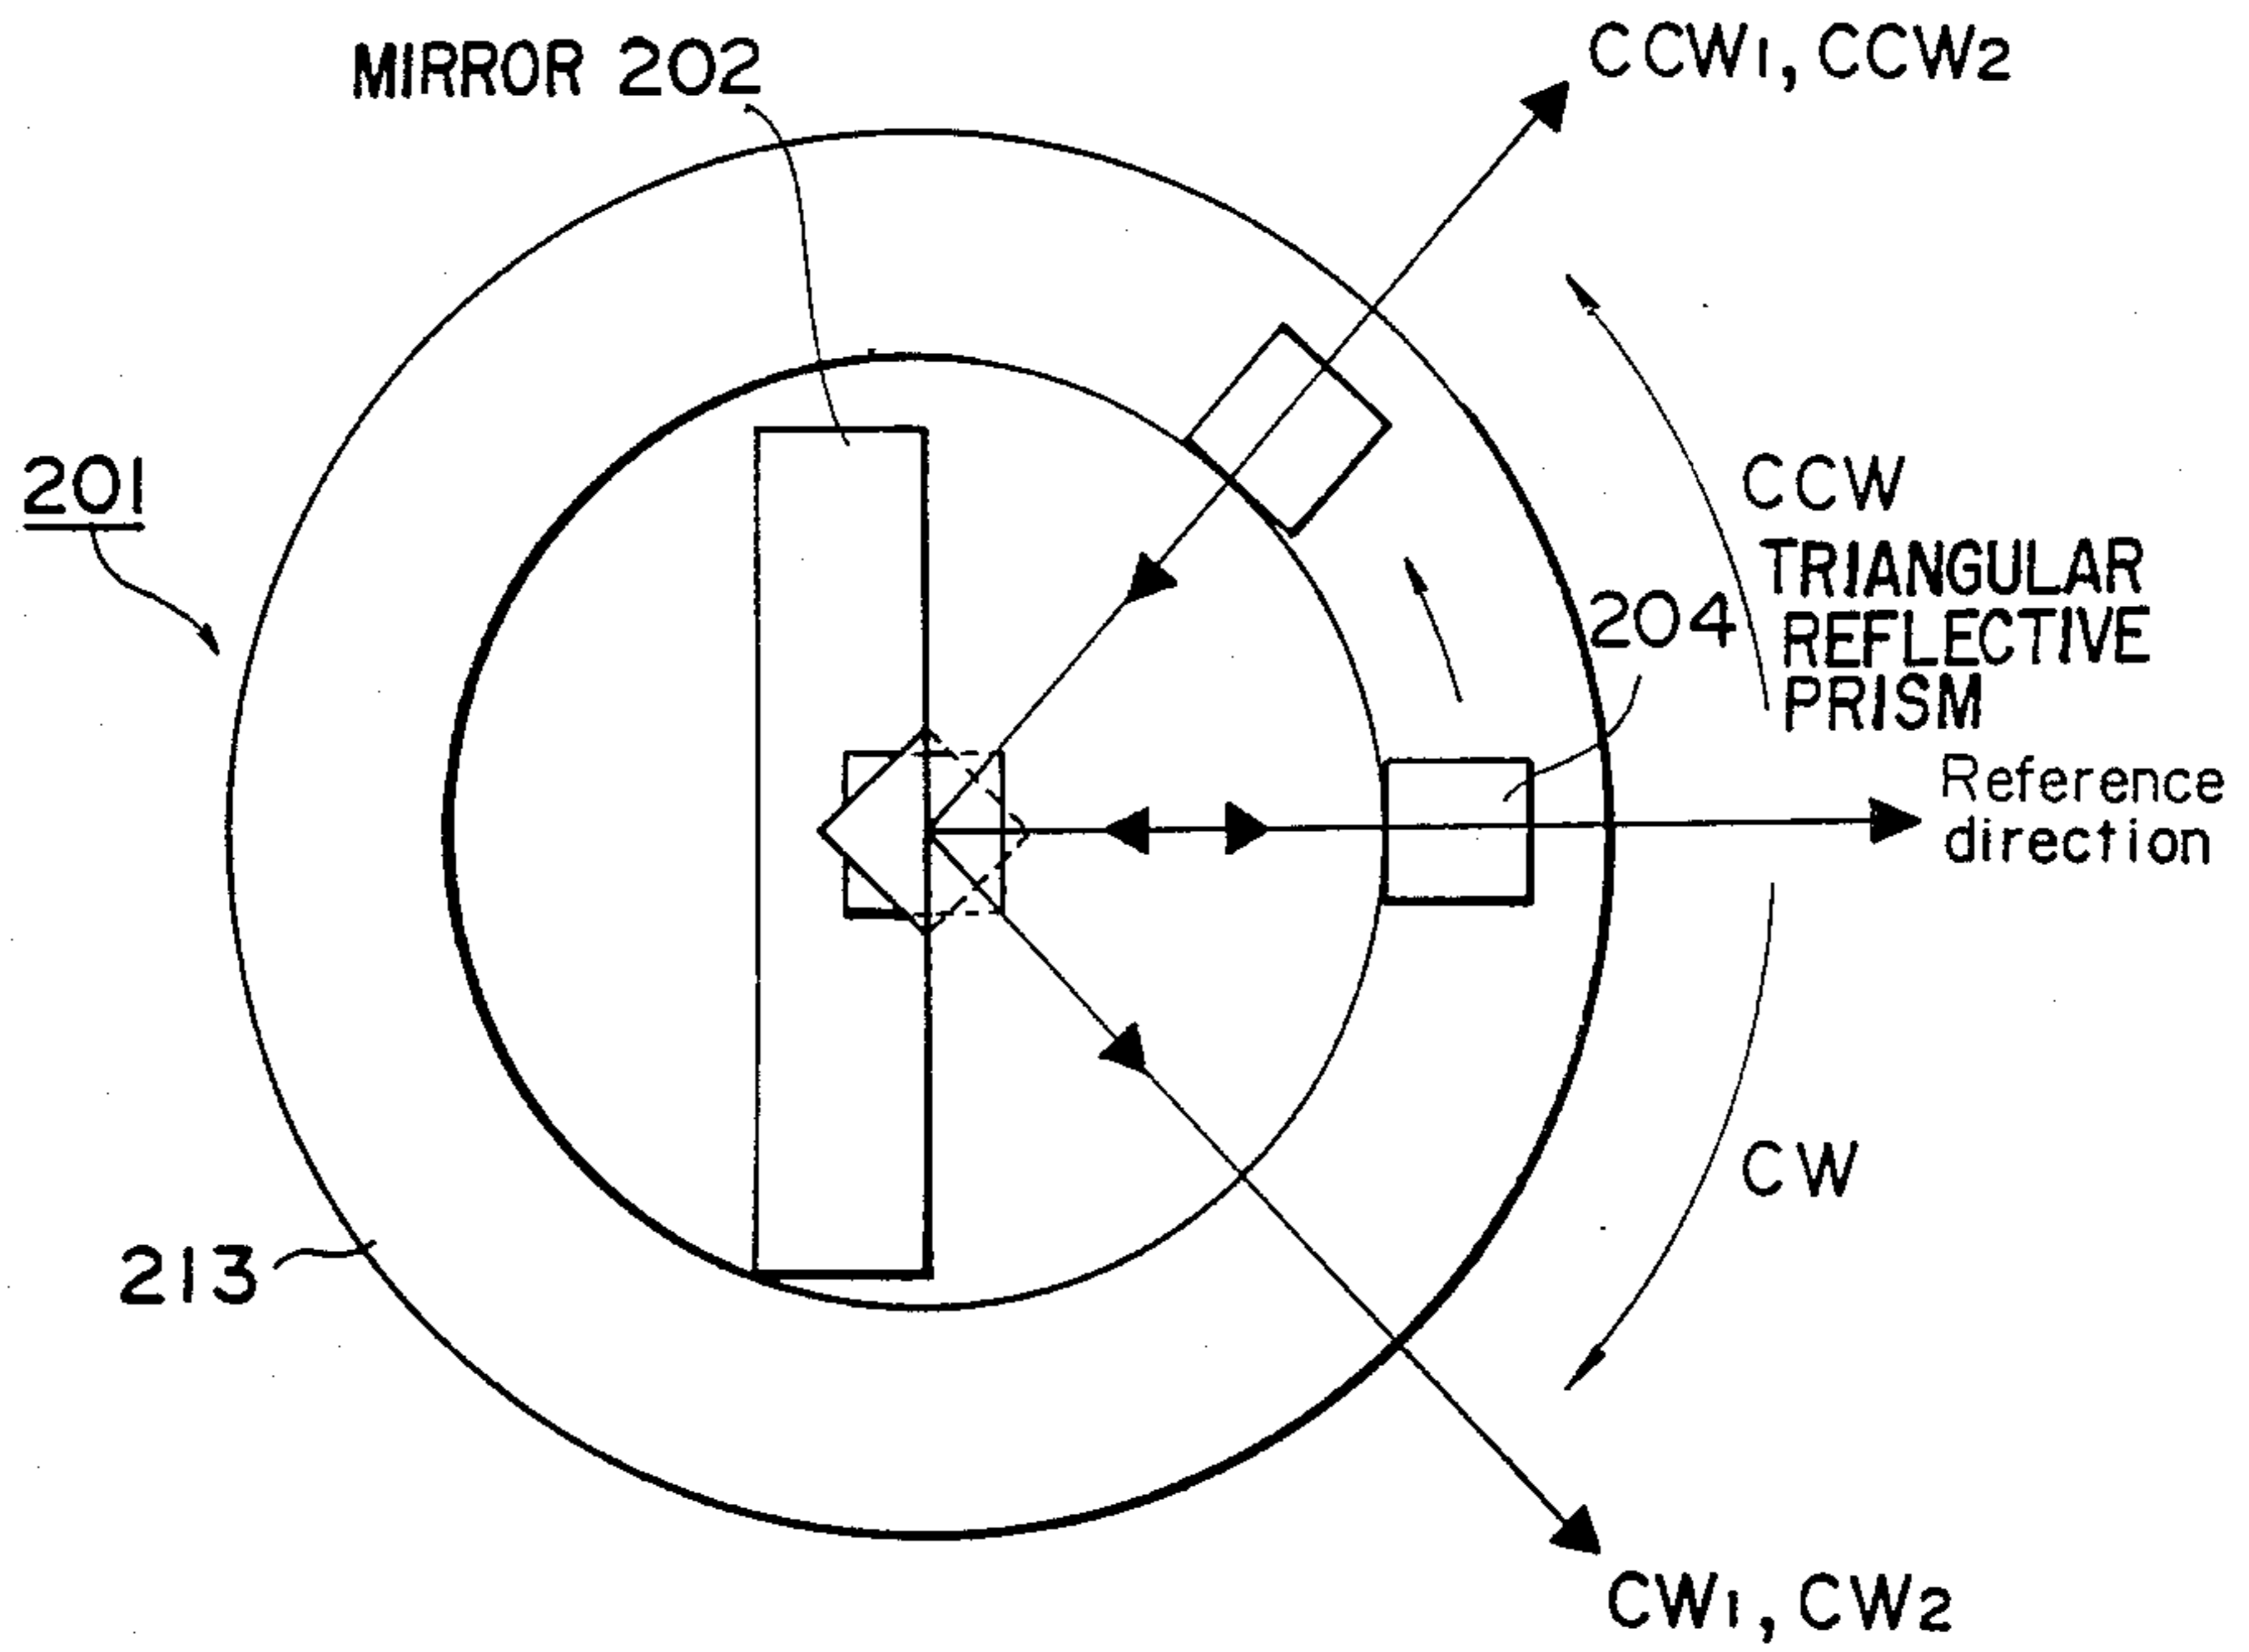 MIRROR 202
CCW1, CCW2
201
CCW
TRIANGULAR
REFLECTIVE
PRISM
204
Reference
direction
CW
213
CW1, CW2